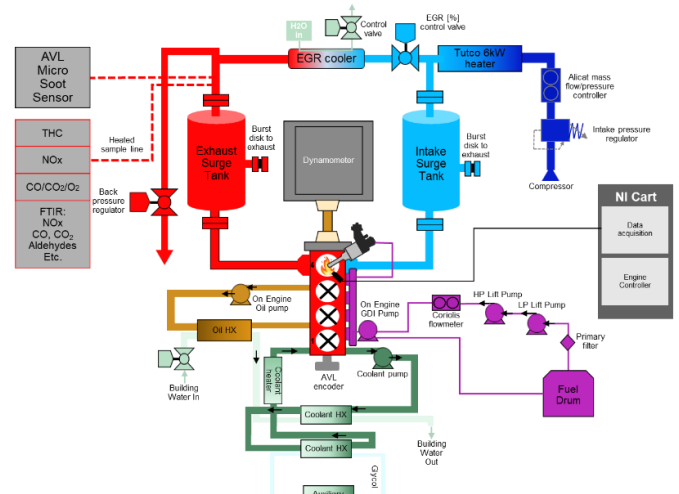 AVL
Micro
Soot
Sensor
THC
NOx
CO/CO₂/O₂
FTIR:
NOx
CO, CO₂
Aldehydes
Etc.
Heated
sample line
Back
pressure
regulator
H2O
in
Control
valve
EGR cooler
EGR [%]
control valve
Tutco 6kW
heater
Alicat mass
flow/pressure
controller
Intake pressure
regulator
Compressor
Exhaust
Surge
Tank
Burst
disk to
exhaust
Dynamometer
Intake
Surge
Tank
Burst
disk to
exhaust
NI Cart
Data
acquisition
Engine
Controller
On Engine
Oil pump
Oil HX
Building
Water In
4
1
AVL
encoder
On Engine
GDI Pump
Coriolis
flowmeter
HP Lift Pump
LP Lift Pump
Primary
filter
Fuel
Drum
Coolant pump
Coolant
heater
Coolant HX
Coolant HX
Building
Water
Out
Glycol
Auxiliary